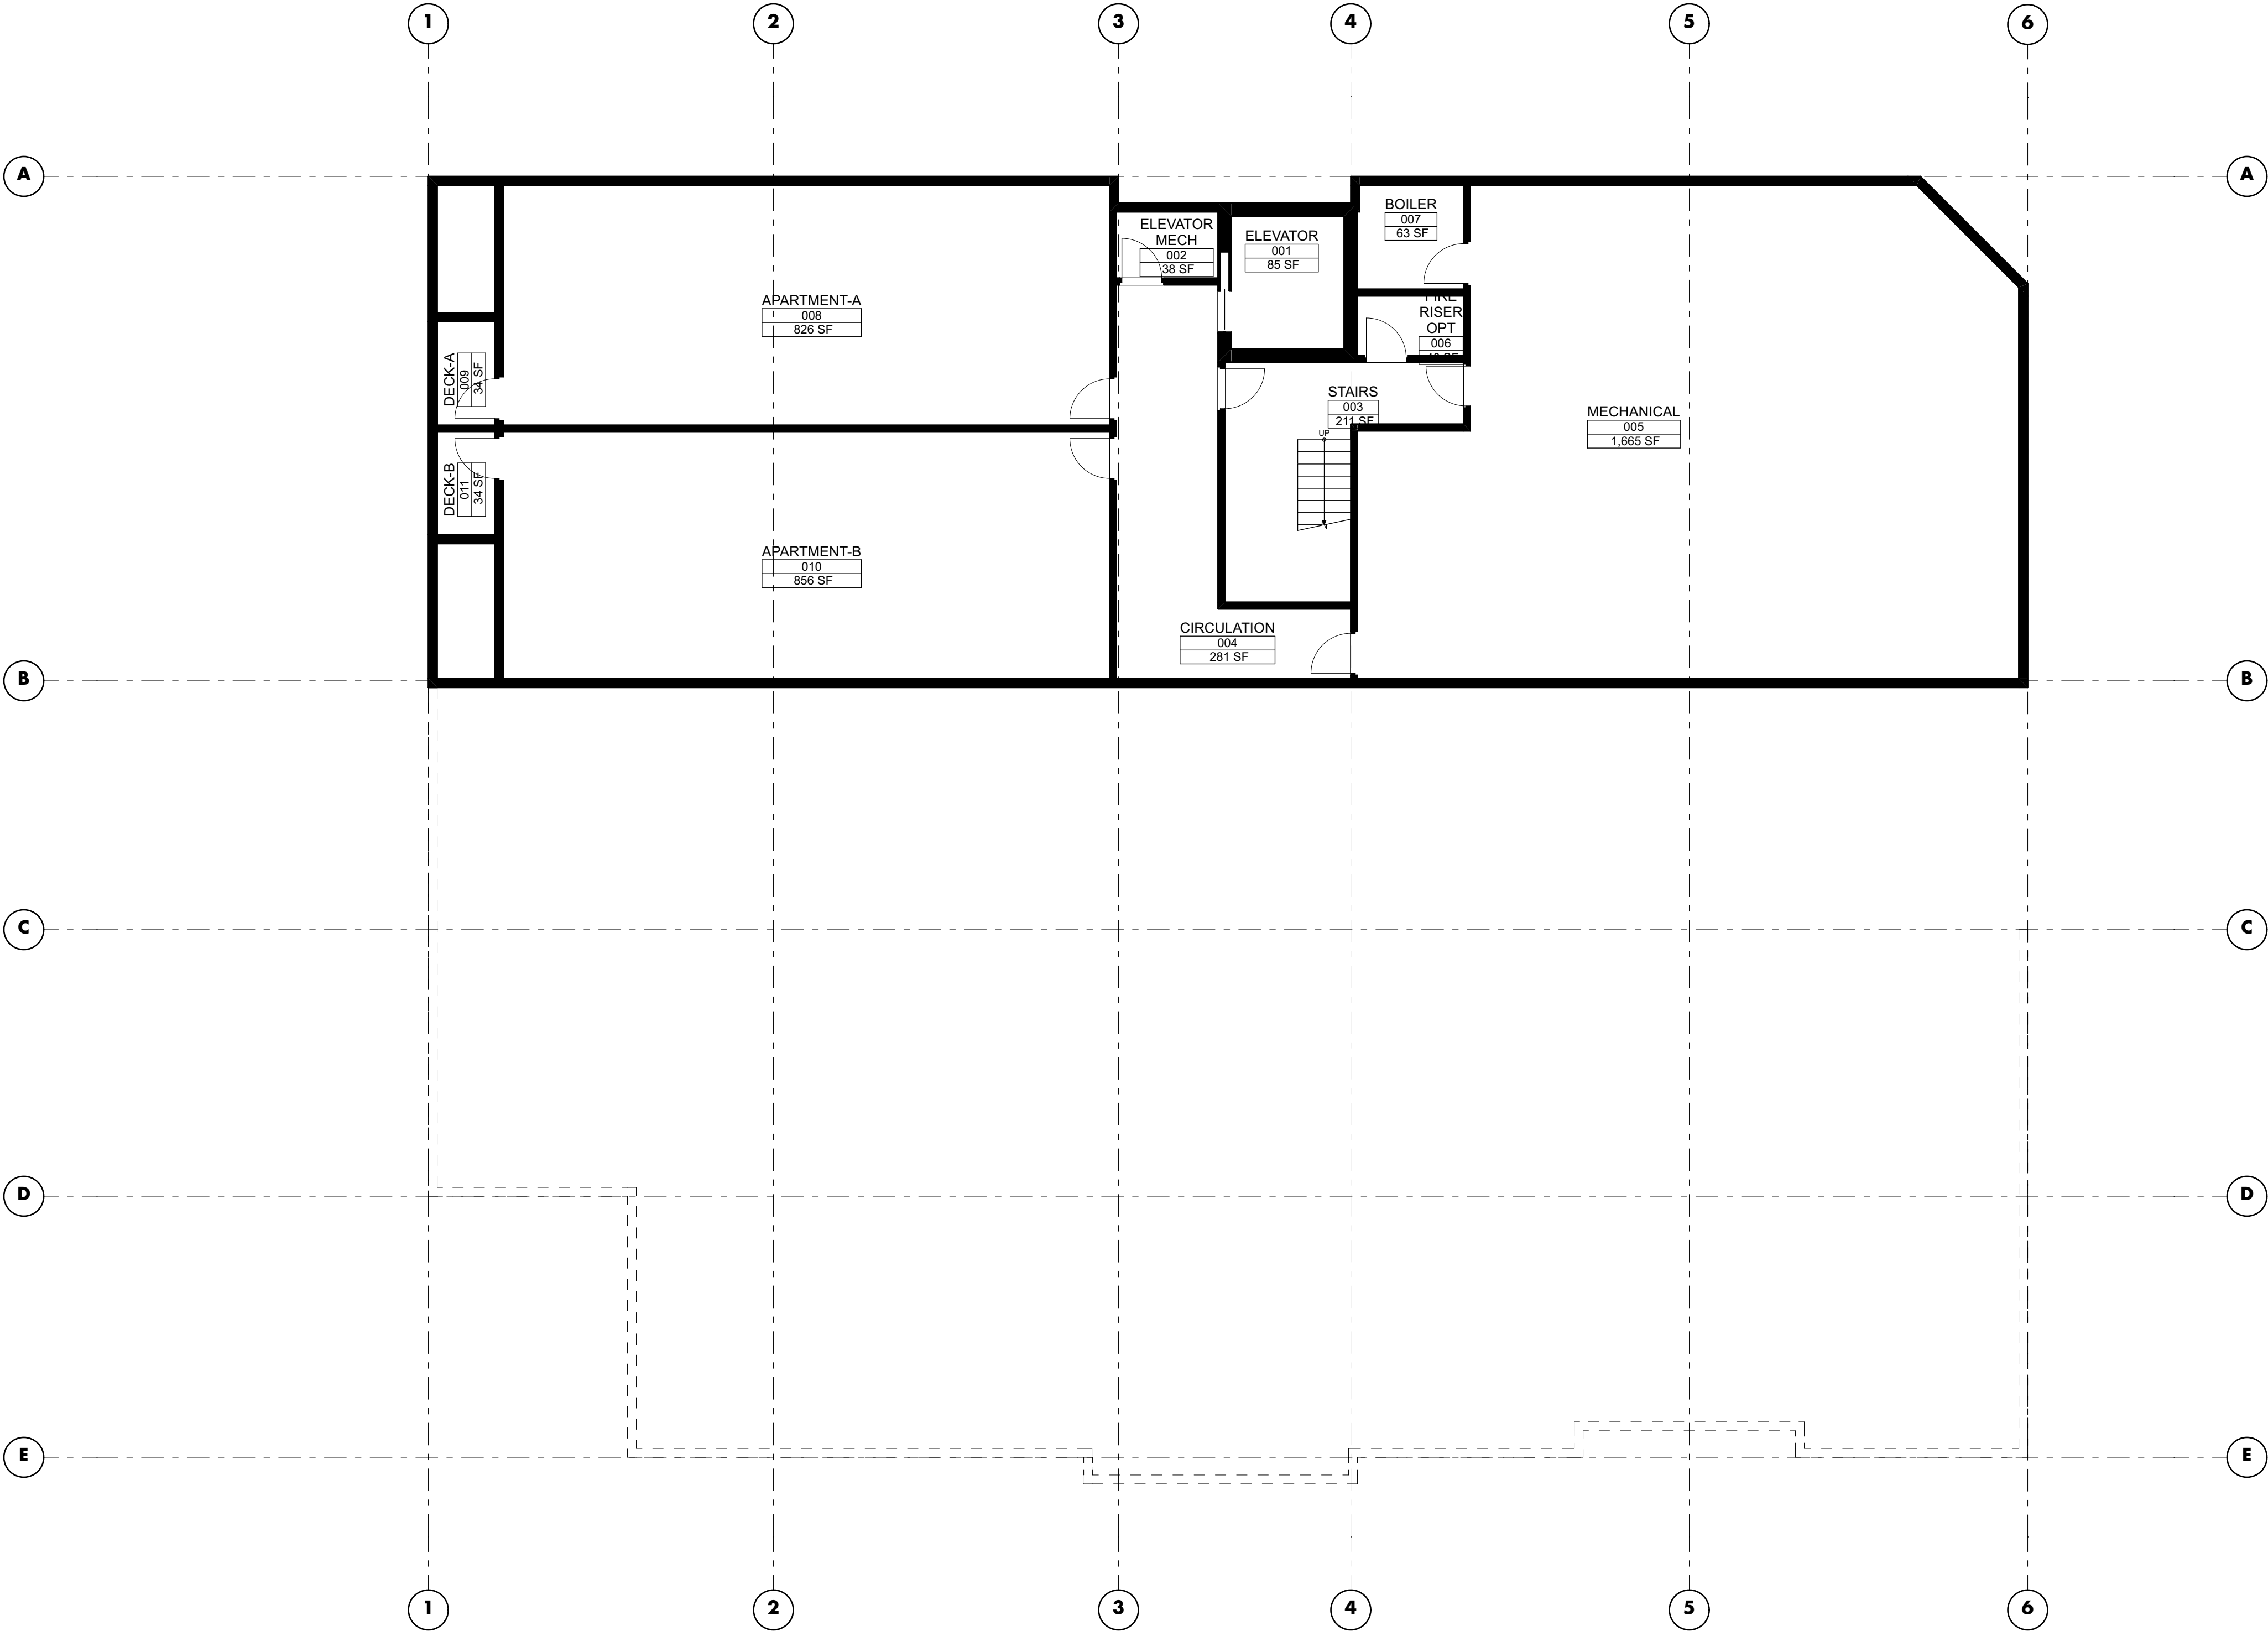 1
2
3
4
5
6
A
A
BOILER
007
63 SF
ELEVATOR
MECH
002
38 SF
ELEVATOR
001
85 SF
APARTMENT-A
008
826 SF
RISER
OPT
006
DECK-A
009
34 SF
STAIRS
003
211 SF
UP
MECHANICAL
005
1,665 SF
DECK-B
011
34 SF
APARTMENT-B
010
856 SF
CIRCULATION
004
281 SF
B
B
C
C
D
D
E
E
1
2
3
4
5
6